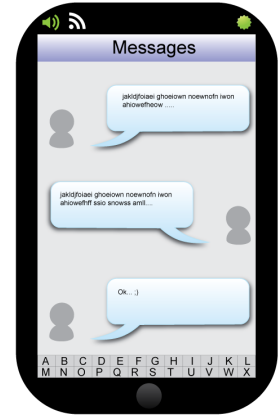 Messages
jakldjfoiaei ghoeiown noewnofn iwon
ahiowefheow .....
jakldjfoiaei ghoeiown noewnofn iwon
ahiowefhff ssio snowss amll....
Ok... ;)
A B C D E F G H I J K L
M N O P Q R S T U V W X